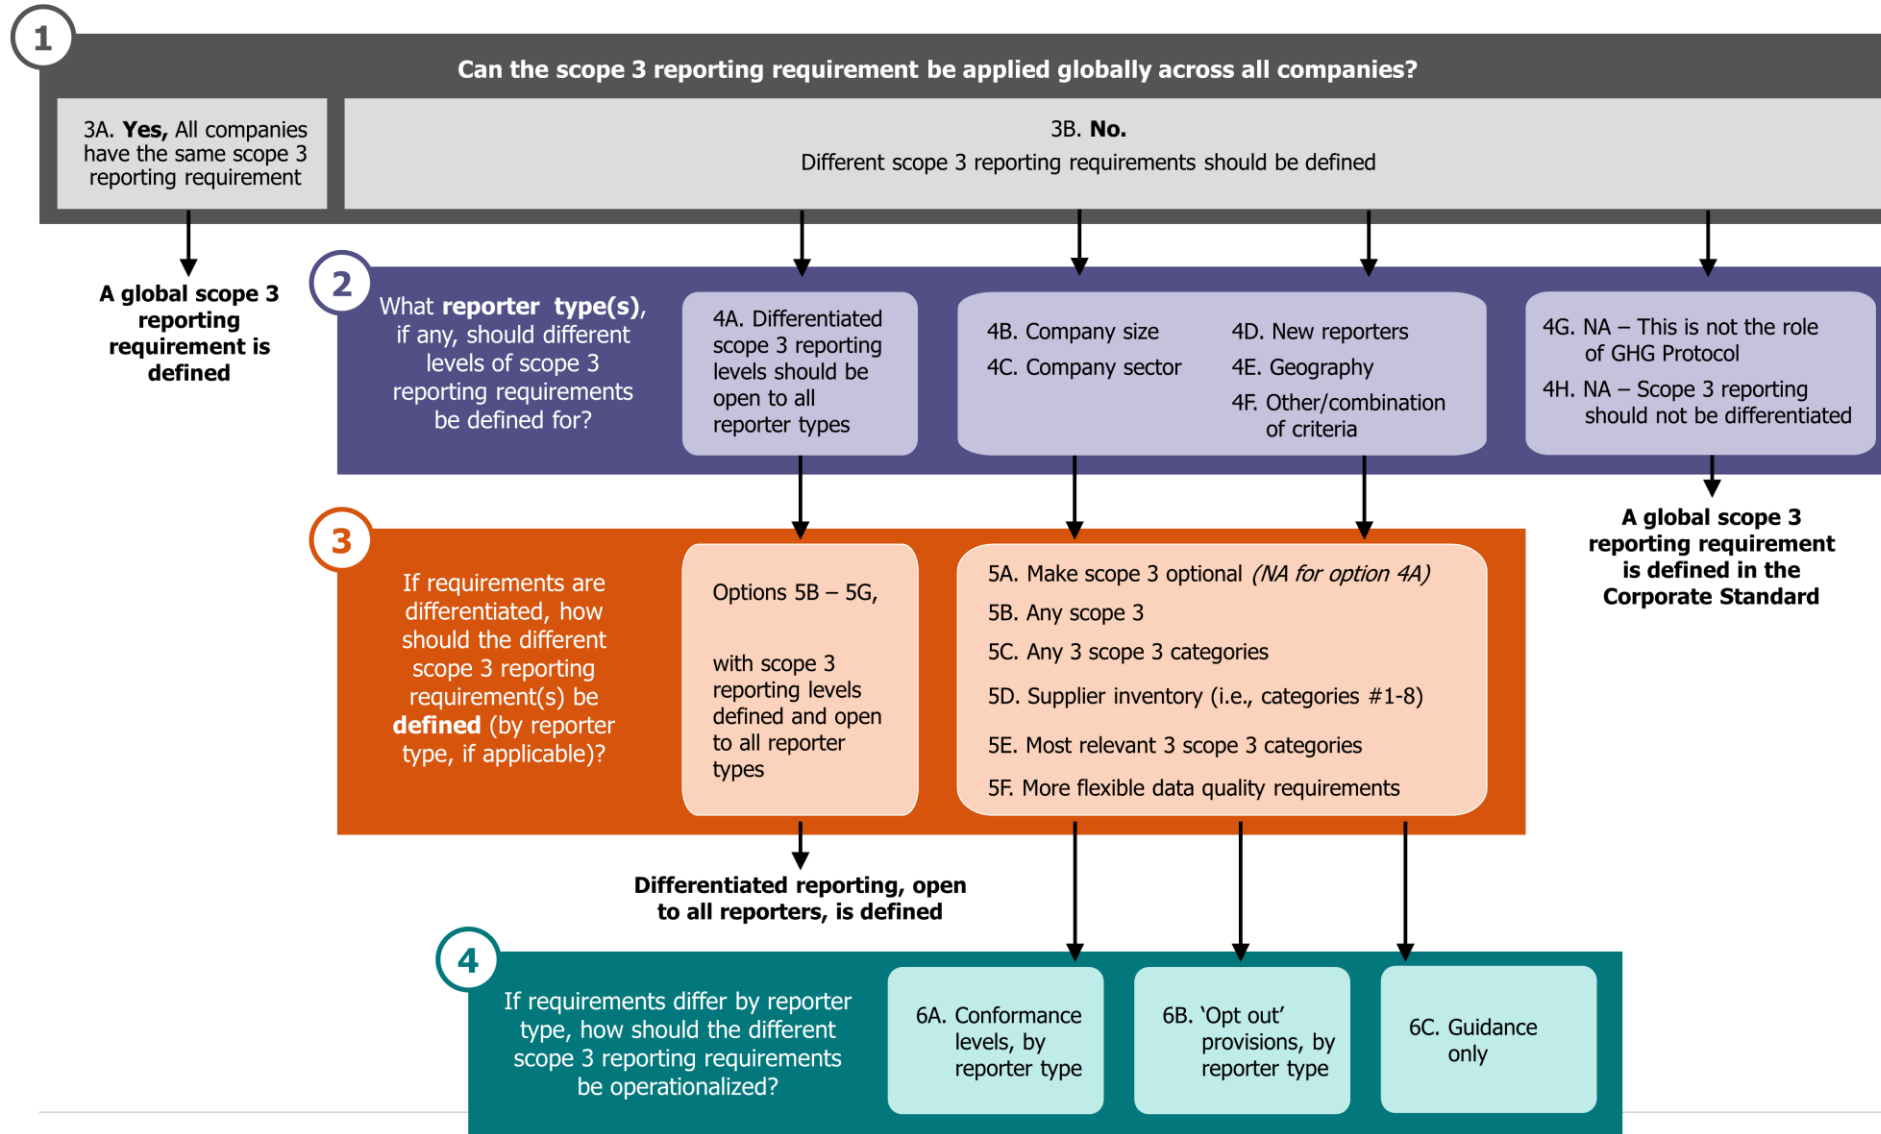 1
Can the scope 3 reporting requirement be applied globally across all companies?
3A. Yes, All companies
have the same scope 3
reporting requirement
3B. No.
Different scope 3 reporting requirements should be defined
A global scope 3
reporting
requirement is
defined
2
What reporter type(s),
if any, should different
levels of scope 3
reporting requirements
be defined for?
4A. Differentiated
scope 3 reporting
levels should be
open to all
reporter types
4B. Company size
4C. Company sector
4D. New reporters
4E. Geography
4F. Other/combination
of criteria
4G. NA – This is not the role
of GHG Protocol
4H. NA – Scope 3 reporting
should not be differentiated
A global scope 3
reporting requirement
is defined in the
Corporate Standard
3
If requirements are
differentiated, how
should the different
scope 3 reporting
requirement(s) be
defined (by reporter
type, if applicable)?
Options 5B – 5G,
with scope 3
reporting levels
defined and open
to all reporter
types
5A. Make scope 3 optional (NA for option 4A)
5B. Any scope 3
5C. Any 3 scope 3 categories
5D. Supplier inventory (i.e., categories #1-8)
5E. Most relevant 3 scope 3 categories
5F. More flexible data quality requirements
Differentiated reporting, open
to all reporters, is defined
4
If requirements differ by reporter
type, how should the different
scope 3 reporting requirements
be operationalized?
6A. Conformance
levels, by
reporter type
6B. ‘Opt out’
provisions, by
reporter type
6C. Guidance
only